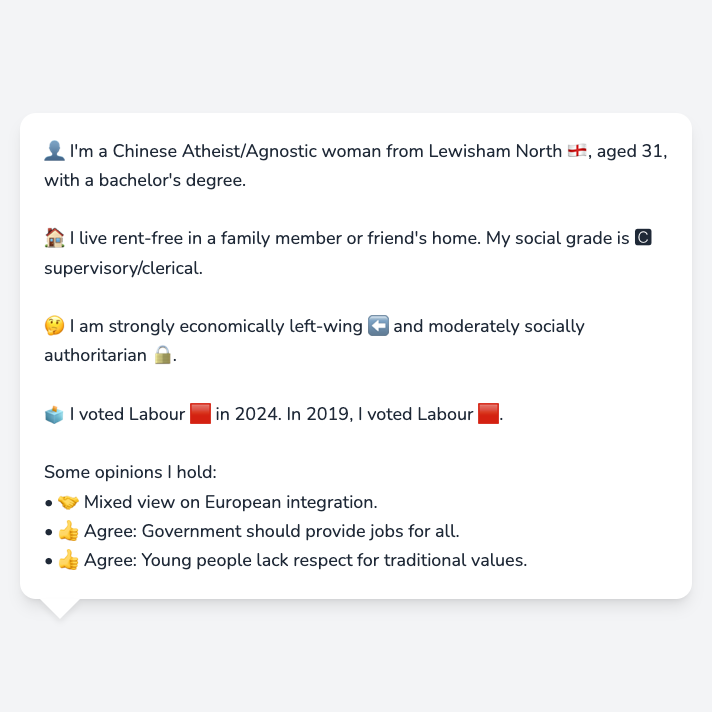 👤 I'm a Chinese Atheist/Agnostic woman from Lewisham North 🏴󠁧󠁢󠁥󠁮󠁧󠁿, aged 31,
with a bachelor's degree.
🏠 I live rent-free in a family member or friend's home. My social grade is 🅲
supervisory/clerical.
🤔 I am strongly economically left-wing ⬅️ and moderately socially
authoritarian 🔒.
🗳️ I voted Labour 🟥 in 2024. In 2019, I voted Labour 🟥.
Some opinions I hold:
• 🤝 Mixed view on European integration.
• 👍 Agree: Government should provide jobs for all.
• 👍 Agree: Young people lack respect for traditional values.